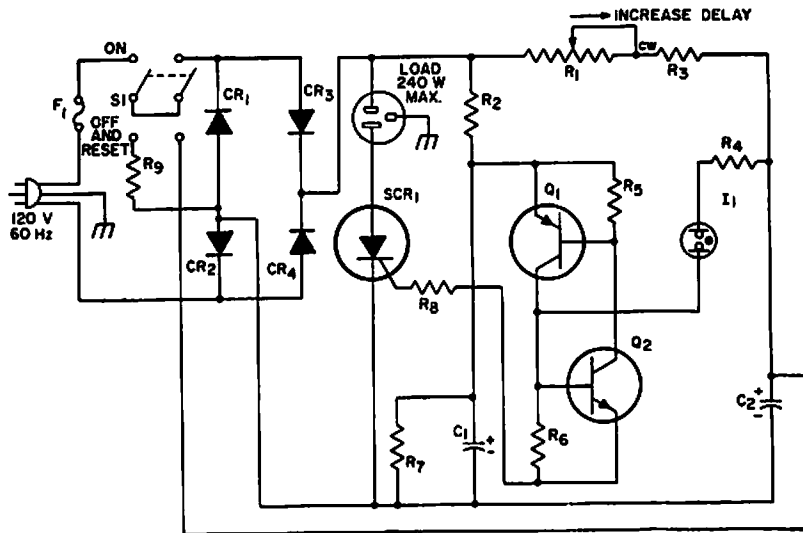 INCREASE DELAY
ON
S1
F1
OFF
AND
RESET
R9
120 V
60 Hz
CR1
CR2
CR3
CR4
LOAD
240 W
MAX.
SCR1
R8
R2
R1
CW
R3
R4
I1
Q1
R5
Q2
R6
R7
C1
+
-
C2
+
-